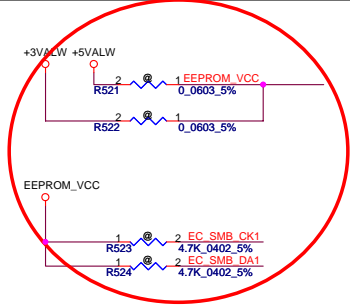 +3VALW +5VALW
2 @ 1 EEPROM_VCC
R521 0_0603_5%
2 @ 1
R522 0_0603_5%
EEPROM_VCC
1 @ 2 EC_SMB_CK1
R523 4.7K_0402_5%
1 @ 2 EC_SMB_DA1
R524 4.7K_0402_5%